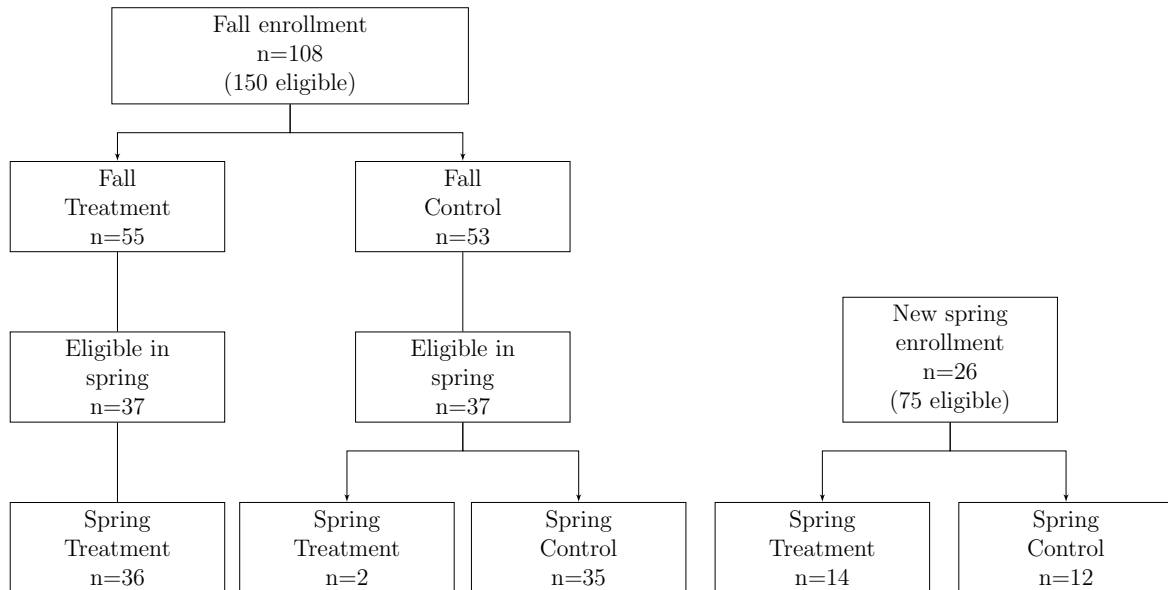 Fall enrollment
n=108
(150 eligible)
Fall
Treatment
n=55
Fall
Control
n=53
Eligible in
spring
n=37
Eligible in
spring
n=37
New spring
enrollment
n=26
(75 eligible)
Spring
Treatment
n=36
Spring
Treatment
n=2
Spring
Control
n=35
Spring
Treatment
n=14
Spring
Control
n=12